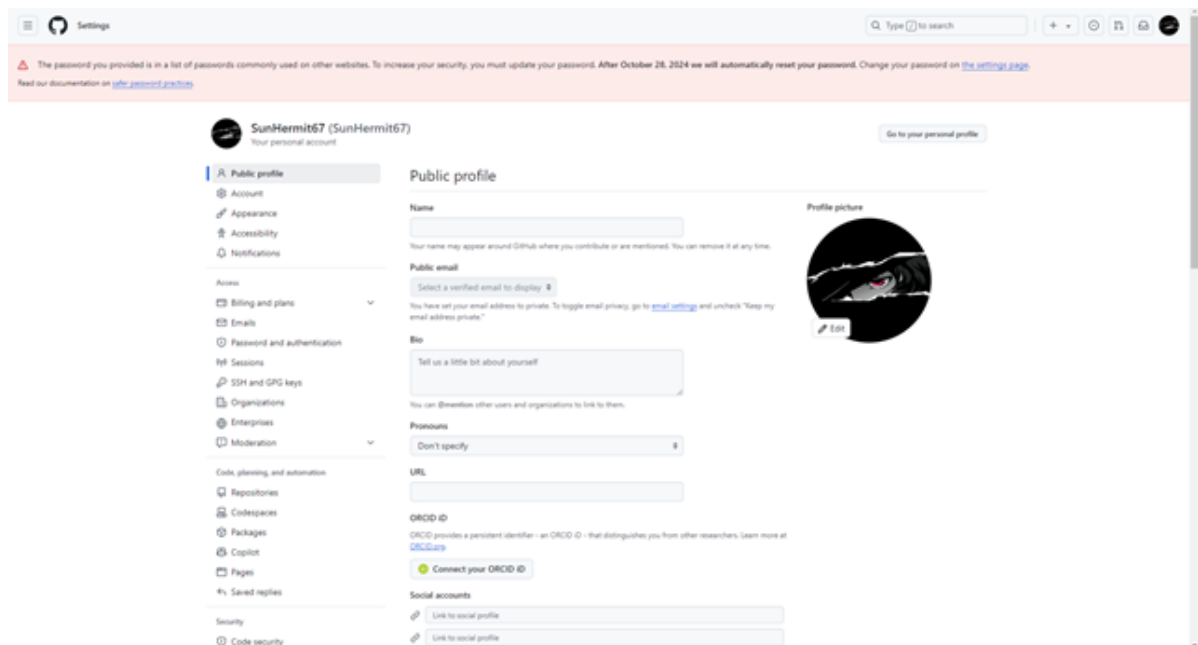 Settings
Type / to search
The password you provided is in a list of passwords commonly used on other websites. To increase your security, you must update your password. After October 28, 2024 we will automatically reset your password. Change your password on the settings page.
Read our documentation on safer password practices.
SunHermit67 (SunHermit67)
Your personal account
Go to your personal profile
Public profile
Account
Appearance
Accessibility
Notifications
Access
Billing and plans
Emails
Password and authentication
Sessions
SSH and GPG keys
Organizations
Enterprises
Moderation
Code, planning, and automation
Repositories
Codespaces
Packages
Copilot
Pages
Saved replies
Security
Code security
Public profile
Name
Your name may appear around GitHub where you contribute or are mentioned. You can remove it at any time.
Public email
Select a verified email to display
You have set your email address to private. To toggle email privacy, go to email settings and uncheck "Keep my
email address private."
Bio
Tell us a little bit about yourself
You can @mention other users and organizations to link to them.
Pronouns
Don't specify
URL
ORCID iD
ORCID provides a persistent identifier - an ORCID iD - that distinguishes you from other researchers. Learn more at
ORCID.org.
Connect your ORCID iD
Social accounts
Link to social profile
Link to social profile
Profile picture
Edit